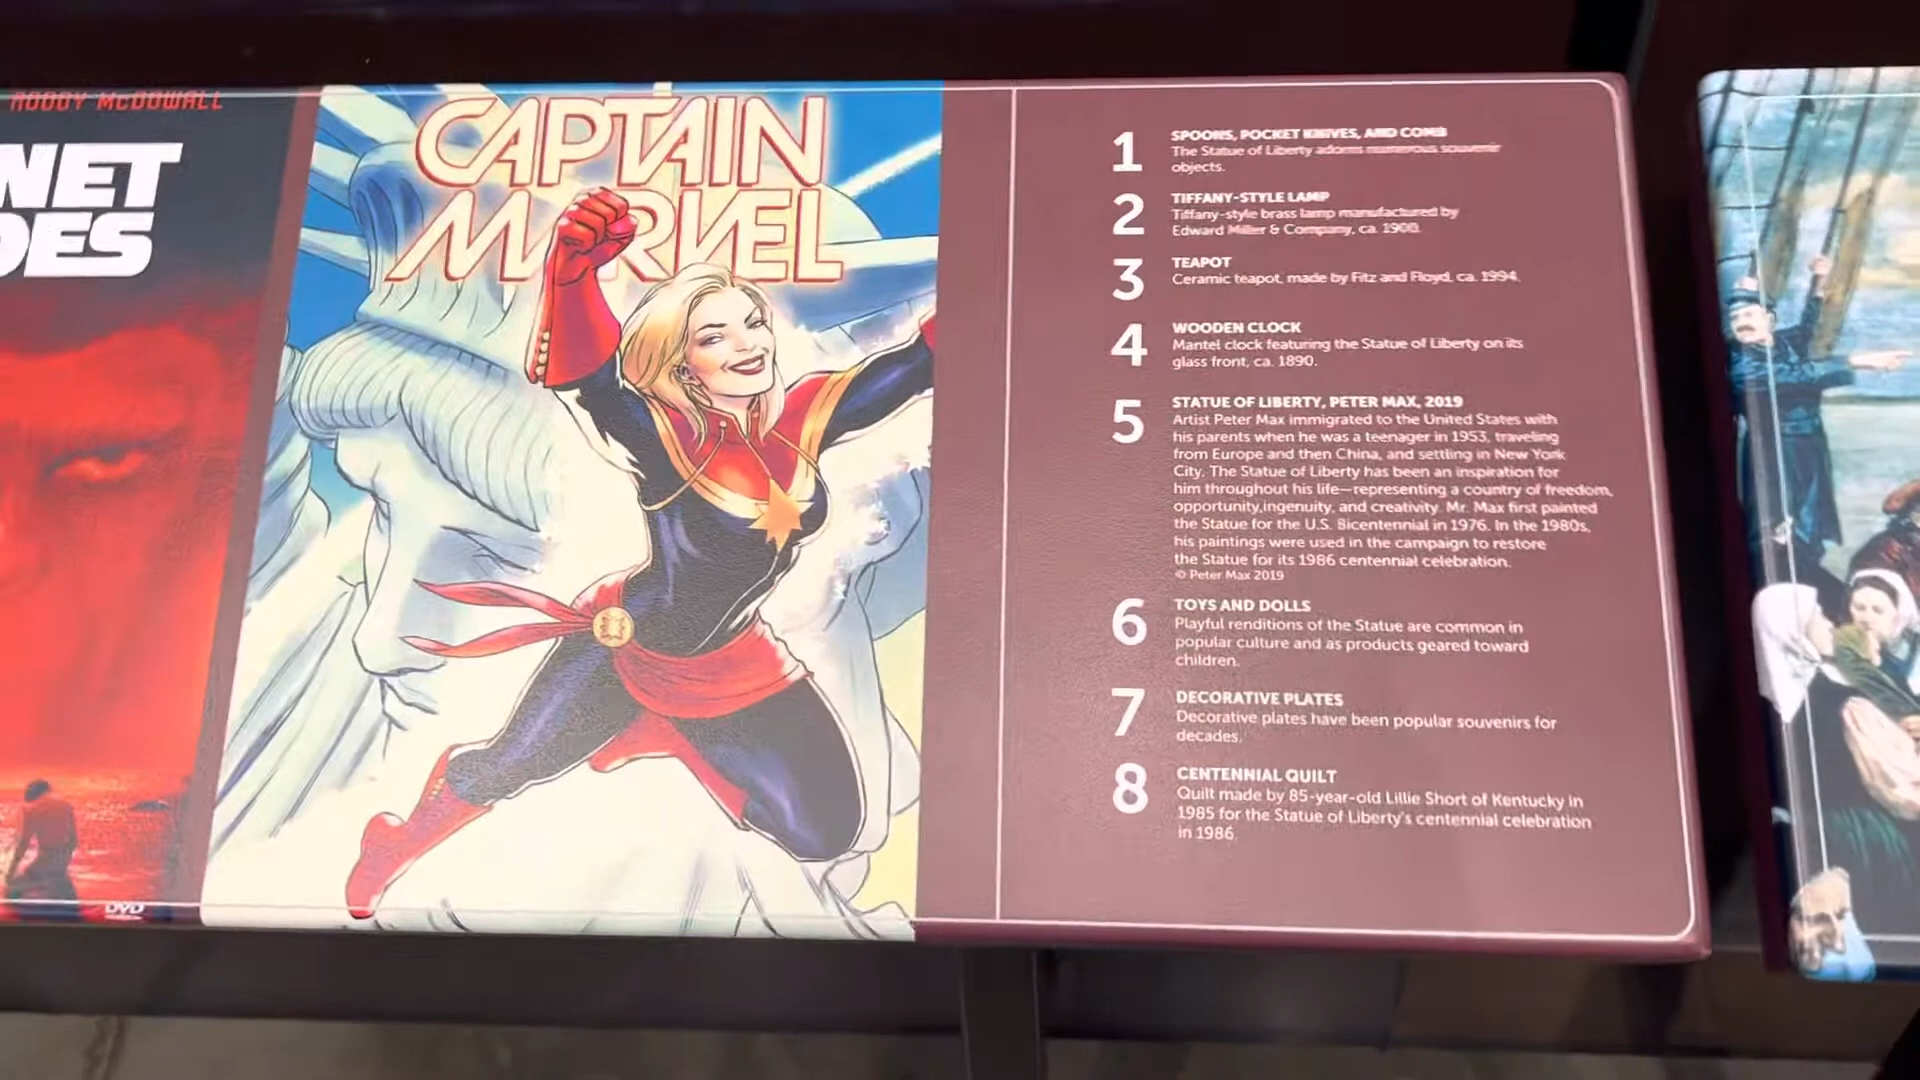 RODDY McDOWALL
NET
DES
DVD
CAPTAIN
MARVEL
1
SPOONS, POCKET KNIVES, AND COMB
The Statue of Liberty adorns numerous souvenir
objects.
2
TIFFANY-STYLE LAMP
Tiffany-style brass lamp manufactured by
Edward Miller & Company, ca. 1900.
3
TEAPOT
Ceramic teapot, made by Fitz and Floyd, ca. 1994.
4
WOODEN CLOCK
Mantel clock featuring the Statue of Liberty on its
glass front, ca. 1890.
5
STATUE OF LIBERTY, PETER MAX, 2019
Artist Peter Max immigrated to the United States with
his parents when he was a teenager in 1953, traveling
from Europe and then China, and settling in New York
City. The Statue of Liberty has been an inspiration for
him throughout his life—representing a country of freedom,
opportunity,ingenuity, and creativity. Mr. Max first painted
the Statue for the U.S. Bicentennial in 1976. In the 1980s,
his paintings were used in the campaign to restore
the Statue for its 1986 centennial celebration.
© Peter Max 2019
6
TOYS AND DOLLS
Playful renditions of the Statue are common in
popular culture and as products geared toward
children.
7
DECORATIVE PLATES
Decorative plates have been popular souvenirs for
decades.
8
CENTENNIAL QUILT
Quilt made by 85-year-old Lillie Short of Kentucky in
1985 for the Statue of Liberty's centennial celebration
in 1986.